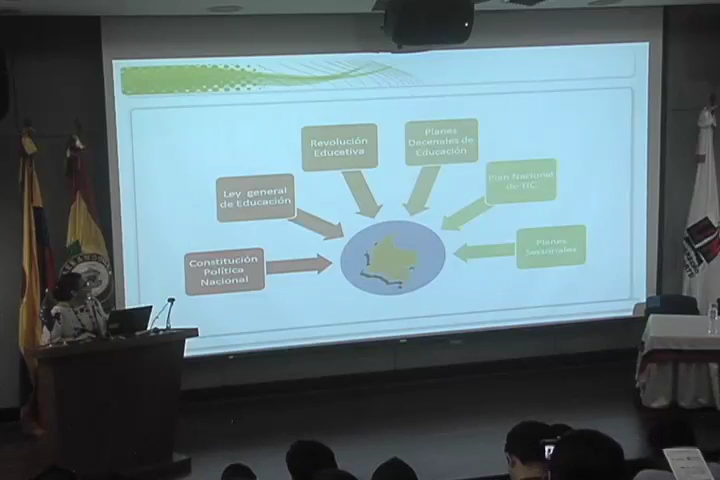 Constitución
Política
Nacional
Ley general
de Educación
Revolución
Educativa
Planes
Decenales de
Educación
Plan Nacional
de TIC.
Planes
Sectoriales